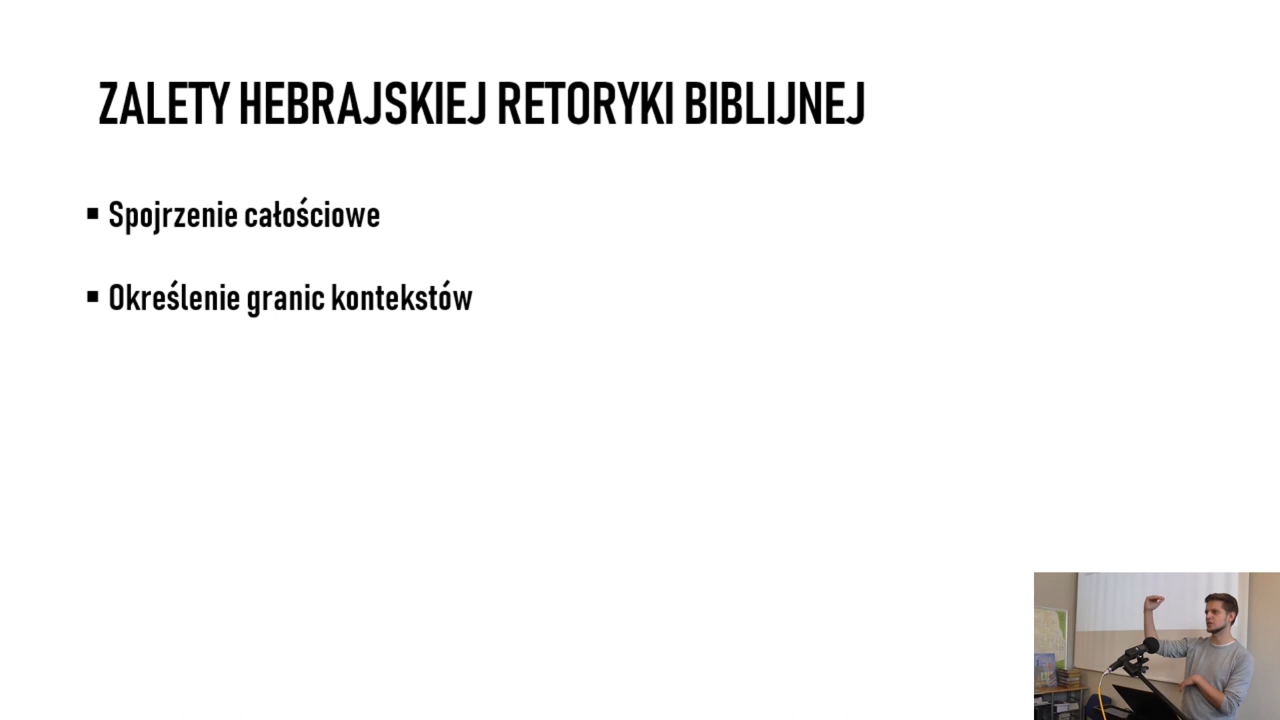 ZALETY HEBRAJSKIEJ RETORYKI BIBLIJNEJ
▪ Spojrzenie całościowe
▪ Określenie granic kontekstów